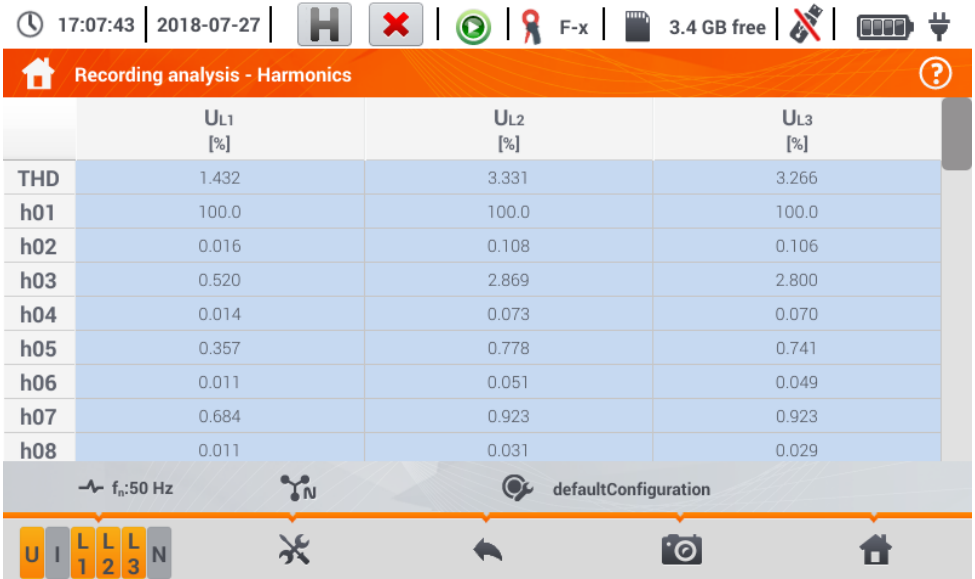 17:07:43 2018-07-27 H F-x 3.4 GB free
Recording analysis - Harmonics ?
UL1 UL2 UL3
[%] [%] [%]
THD 1.432 3.331 3.266
h01 100.0 100.0 100.0
h02 0.016 0.108 0.106
h03 0.520 2.869 2.800
h04 0.014 0.073 0.070
h05 0.357 0.778 0.741
h06 0.011 0.051 0.049
h07 0.684 0.923 0.923
h08 0.011 0.031 0.029
fn:50 Hz N defaultConfiguration
U I L1 L2 L3 N